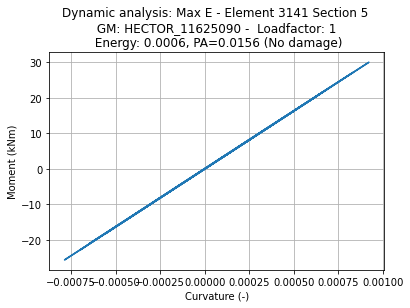 Dynamic analysis: Max E - Element 3141 Section 5
GM: HECTOR_11625090 -  Loadfactor: 1
Energy: 0.0006, PA=0.0156 (No damage)
Moment (kNm)
30
20
10
0
−10
−20
−0.00075 −0.00050 −0.00025 0.00000 0.00025 0.00050 0.00075 0.00100
Curvature (-)